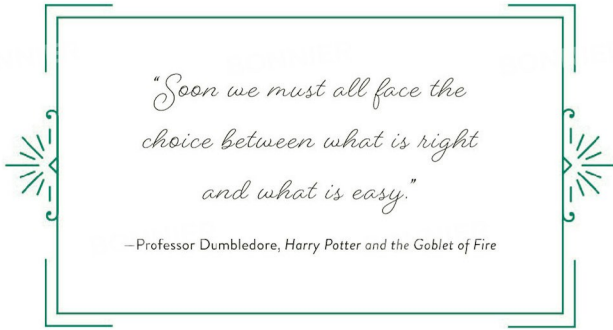 “Soon we must all face the
choice between what is right
and what is easy.”
–Professor Dumbledore, Harry Potter and the Goblet of Fire